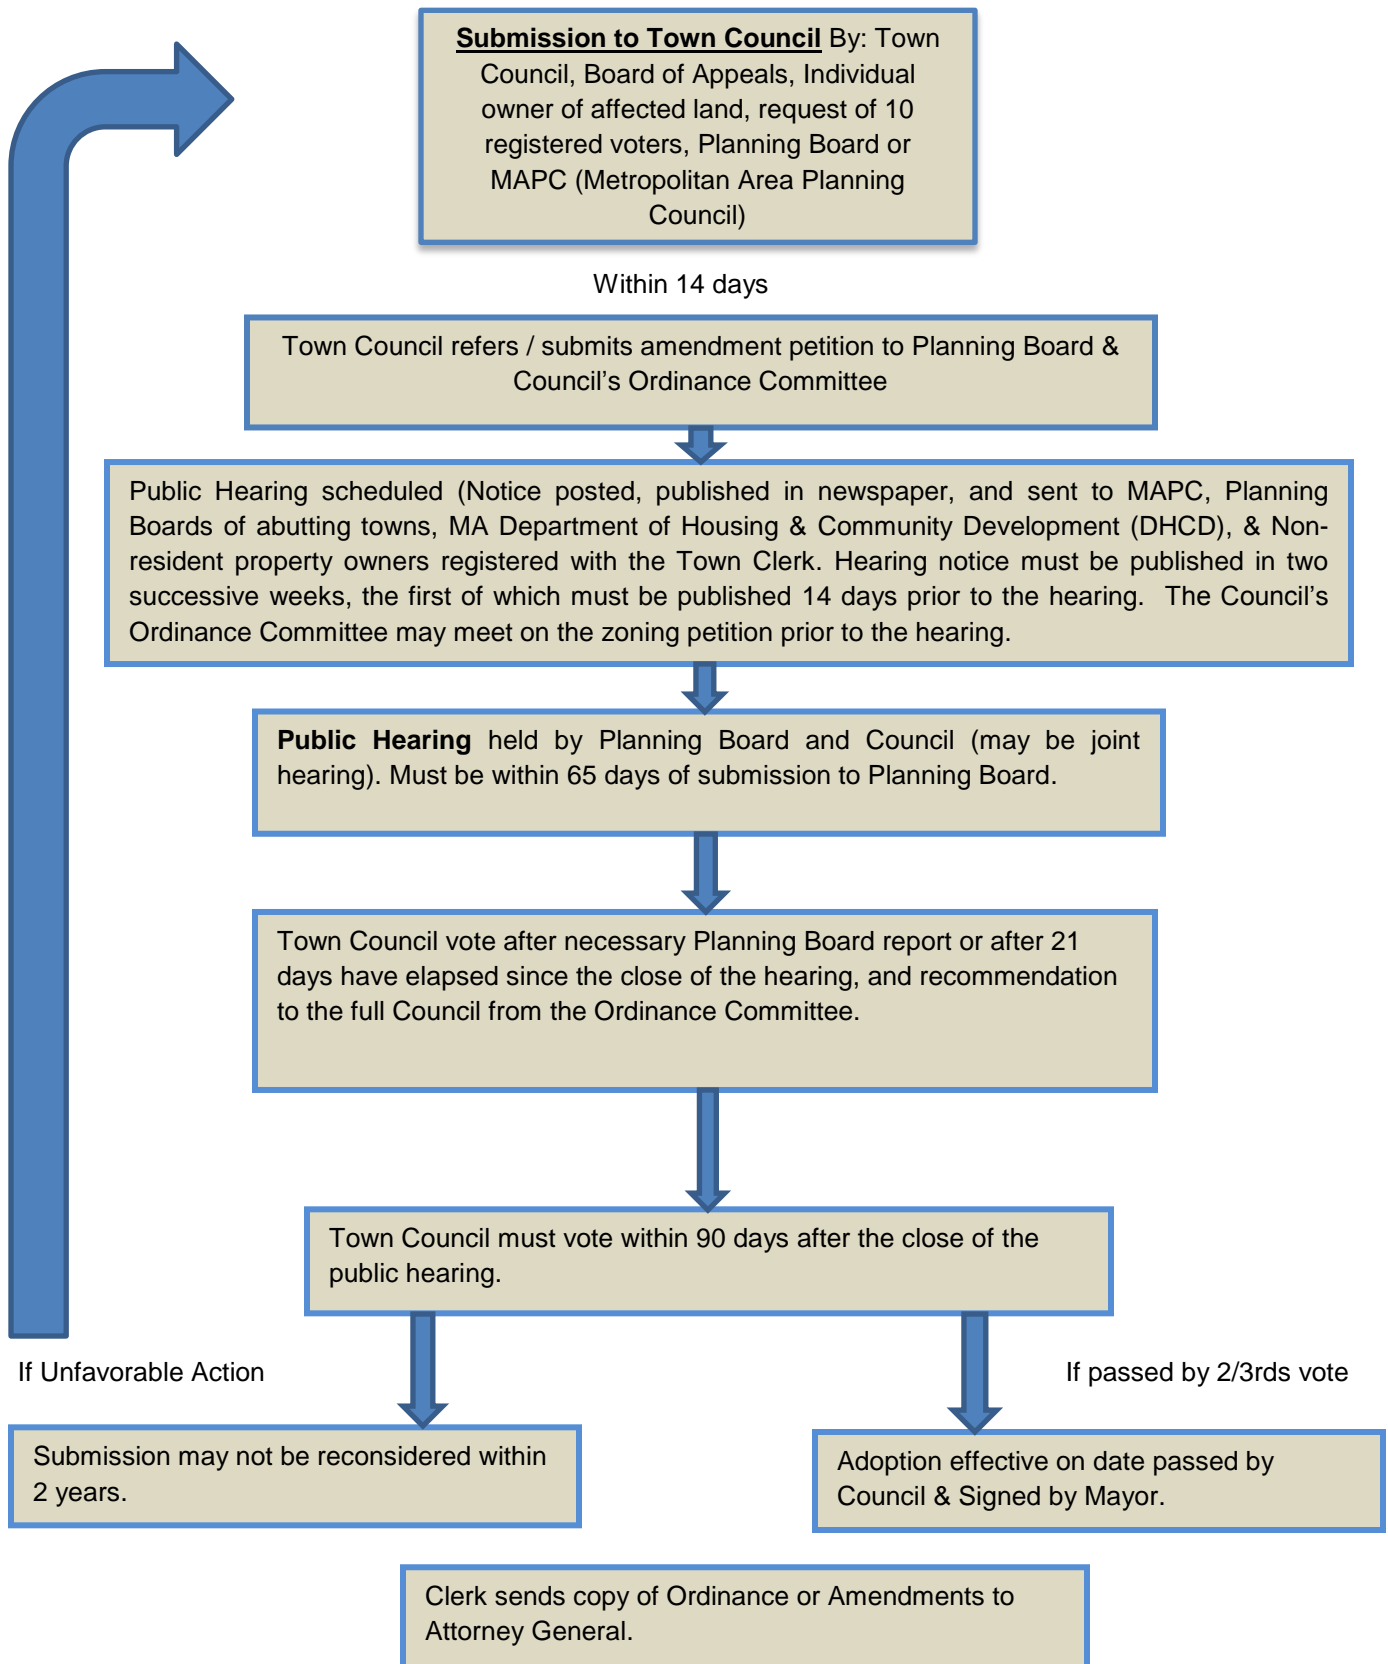 Submission to Town Council By: Town
Council, Board of Appeals, Individual
owner of affected land, request of 10
registered voters, Planning Board or
MAPC (Metropolitan Area Planning
Council)
Within 14 days
Town Council refers / submits amendment petition to Planning Board &
Council’s Ordinance Committee
Public Hearing scheduled (Notice posted, published in newspaper, and sent to MAPC, Planning
Boards of abutting towns, MA Department of Housing & Community Development (DHCD), & Non-
resident property owners registered with the Town Clerk. Hearing notice must be published in two
successive weeks, the first of which must be published 14 days prior to the hearing. The Council’s
Ordinance Committee may meet on the zoning petition prior to the hearing.
Public Hearing held by Planning Board and Council (may be joint
hearing). Must be within 65 days of submission to Planning Board.
Town Council vote after necessary Planning Board report or after 21
days have elapsed since the close of the hearing, and recommendation
to the full Council from the Ordinance Committee.
Town Council must vote within 90 days after the close of the
public hearing.
If Unfavorable Action
If passed by 2/3rds vote
Submission may not be reconsidered within
2 years.
Adoption effective on date passed by
Council & Signed by Mayor.
Clerk sends copy of Ordinance or Amendments to
Attorney General.